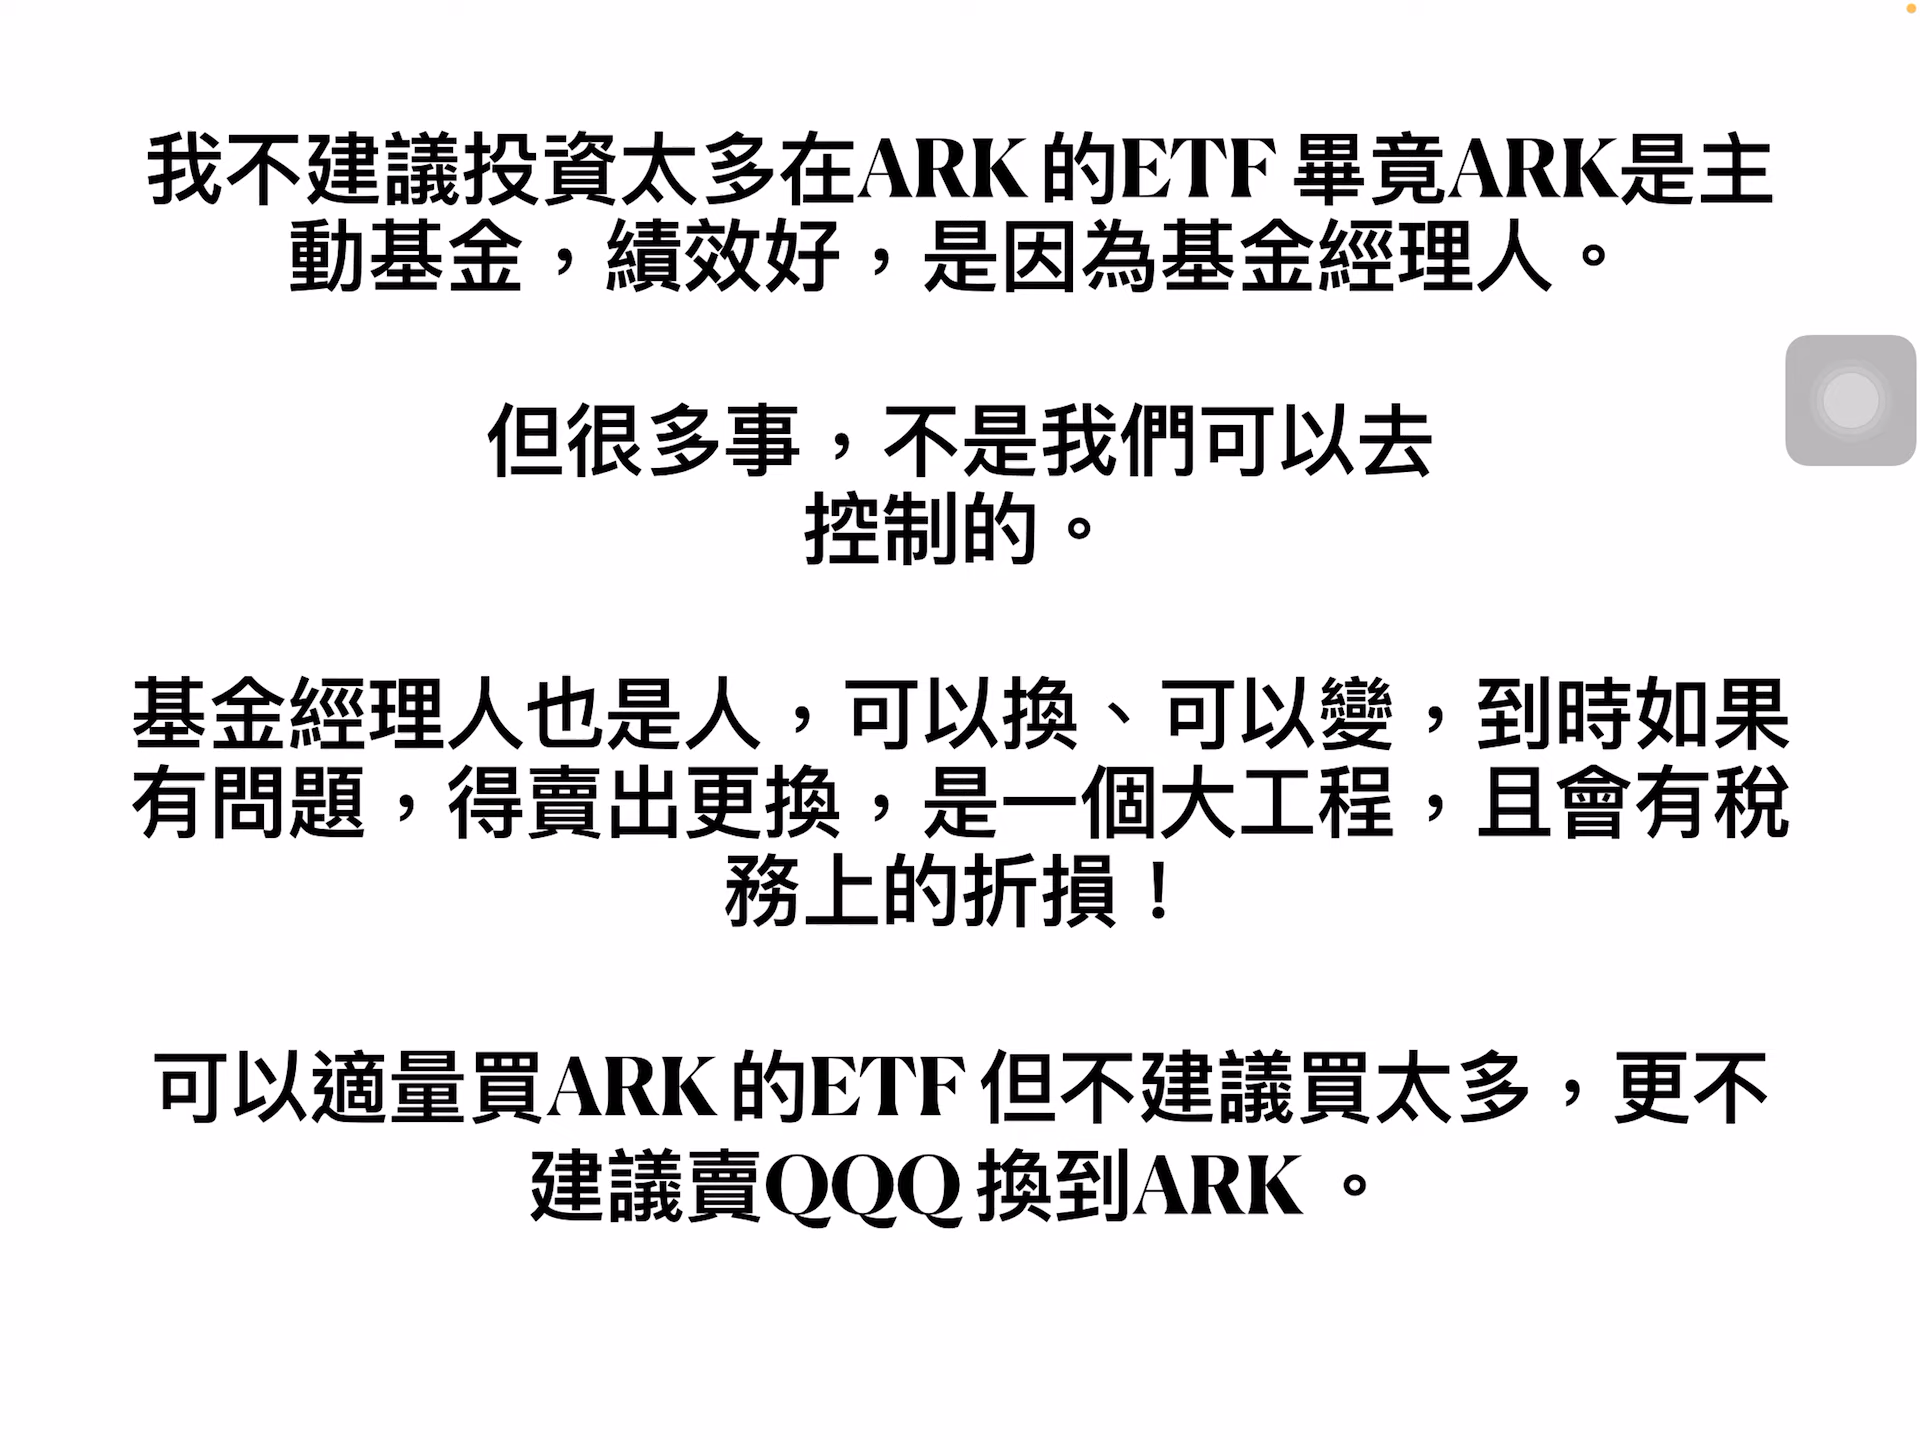 我不建議投資太多在ARK 的ETF 畢竟ARK是主
動基金，績效好，是因為基金經理人。
但很多事，不是我們可以去
控制的。
基金經理人也是人，可以換、可以變，到時如果
有問題，得賣出更換，是一個大工程，且會有稅
務上的折損！
可以適量買ARK 的ETF 但不建議買太多，更不
建議賣QQQ 換到ARK 。